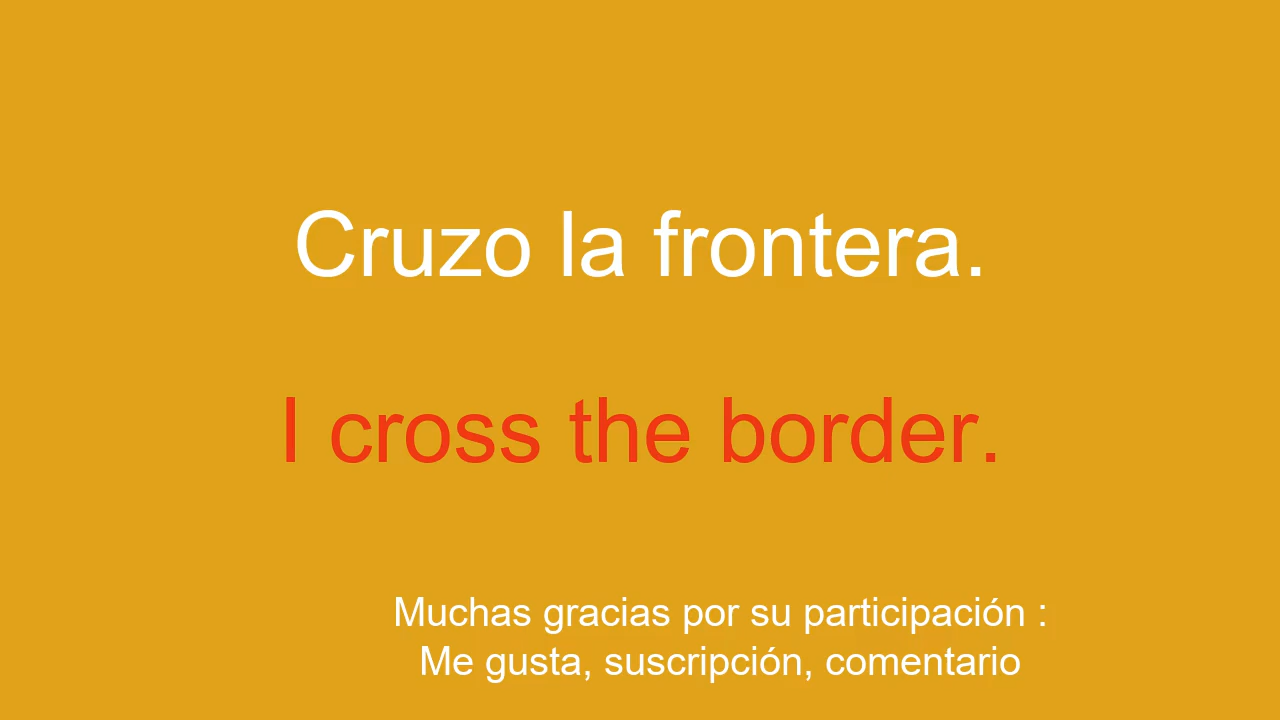 Cruzo la frontera.
I cross the border.
Muchas gracias por su participación :
Me gusta, suscripción, comentario